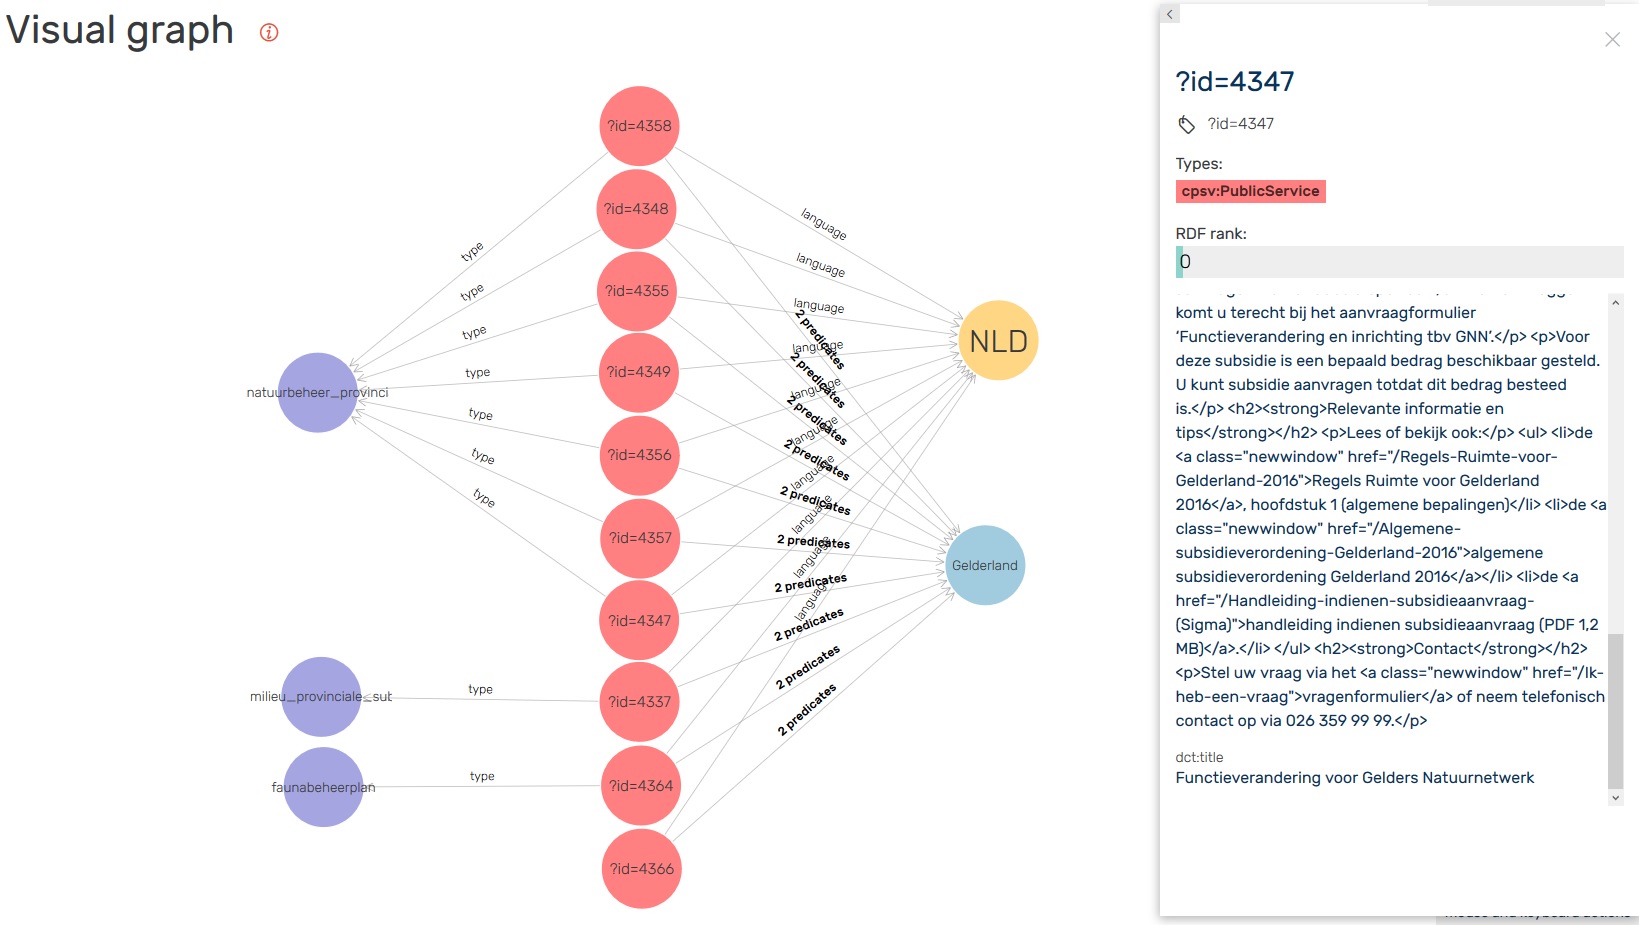 Visual graph
?id=4358
?id=4348
?id=4355
?id=4349
?id=4356
?id=4357
?id=4347
?id=4337
?id=4364
?id=4366
natuurbeheer_provinci
milieu_provinciale_sub
faunabeheerplan
type
type
type
type
type
type
type
type
type
language
language
language
language
language
language
language
language
language
language
2 predicates
2 predicates
2 predicates
2 predicates
2 predicates
2 predicates
2 predicates
2 predicates
2 predicates
2 predicates
NLD
Gelderland
?id=4347
?id=4347
Types:
cpsv:PublicService
RDF rank:
0
komt u terecht bij het aanvraagformulier
‘Functieverandering en inrichting tbv GNN’.</p> <p>Voor
deze subsidie is een bepaald bedrag beschikbaar gesteld.
U kunt subsidie aanvragen totdat dit bedrag besteed
is.</p> <h2><strong>Relevante informatie en
tips</strong></h2> <p>Lees of bekijk ook:</p> <ul> <li>de
<a class="newwindow" href="/Regels-Ruimte-voor-
Gelderland-2016">Regels Ruimte voor Gelderland
2016</a>, hoofdstuk 1 (algemene bepalingen)</li> <li>de <a
class="newwindow" href="/Algemene-
subsidieverordening-Gelderland-2016">algemene
subsidieverordening Gelderland 2016</a></li> <li>de <a
href="/Handleiding-indienen-subsidieaanvraag-
(Sigma)">handleiding indienen subsidieaanvraag (PDF 1,2
MB)</a>.</li> </ul> <h2><strong>Contact</strong></h2>
<p>Stel uw vraag via het <a class="newwindow" href="/Ik-
heb-een-vraag">vragenformulier</a> of neem telefonisch
contact op via 026 359 99 99.</p>
dct:title
Functieverandering voor Gelders Natuurnetwerk